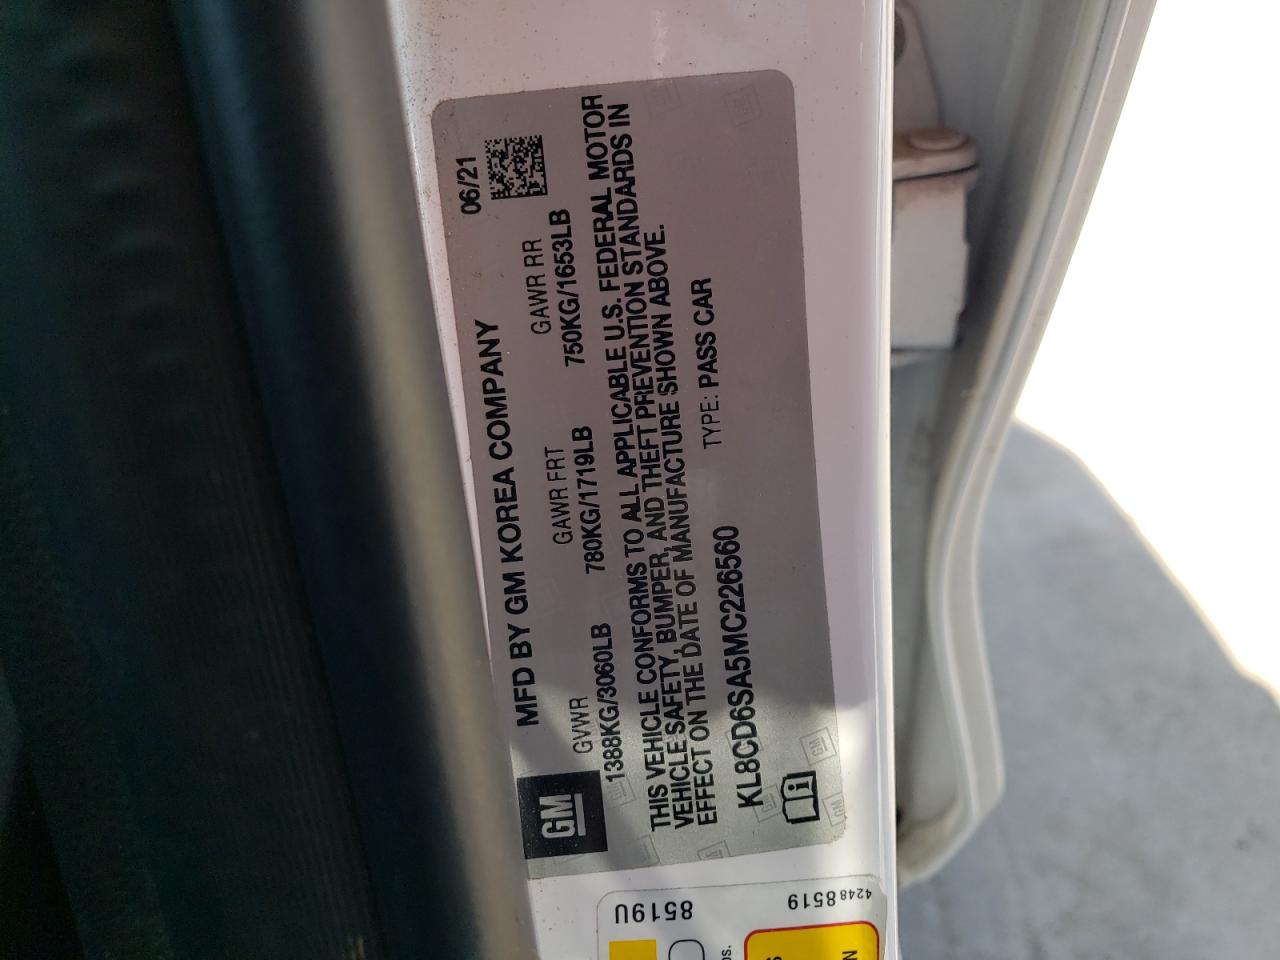 GM
MFD BY GM KOREA COMPANY
06/21
GVWR
GAWR FRT
GAWR RR
1388KG/3060LB
780KG/1719LB
750KG/1653LB
THIS VEHICLE CONFORMS TO ALL APPLICABLE U.S. FEDERAL MOTOR
VEHICLE SAFETY, BUMPER, AND THEFT PREVENTION STANDARDS IN
EFFECT ON THE DATE OF MANUFACTURE SHOWN ABOVE.
KL8CD6SA5MC226560
TYPE: PASS CAR
8519U
42488519